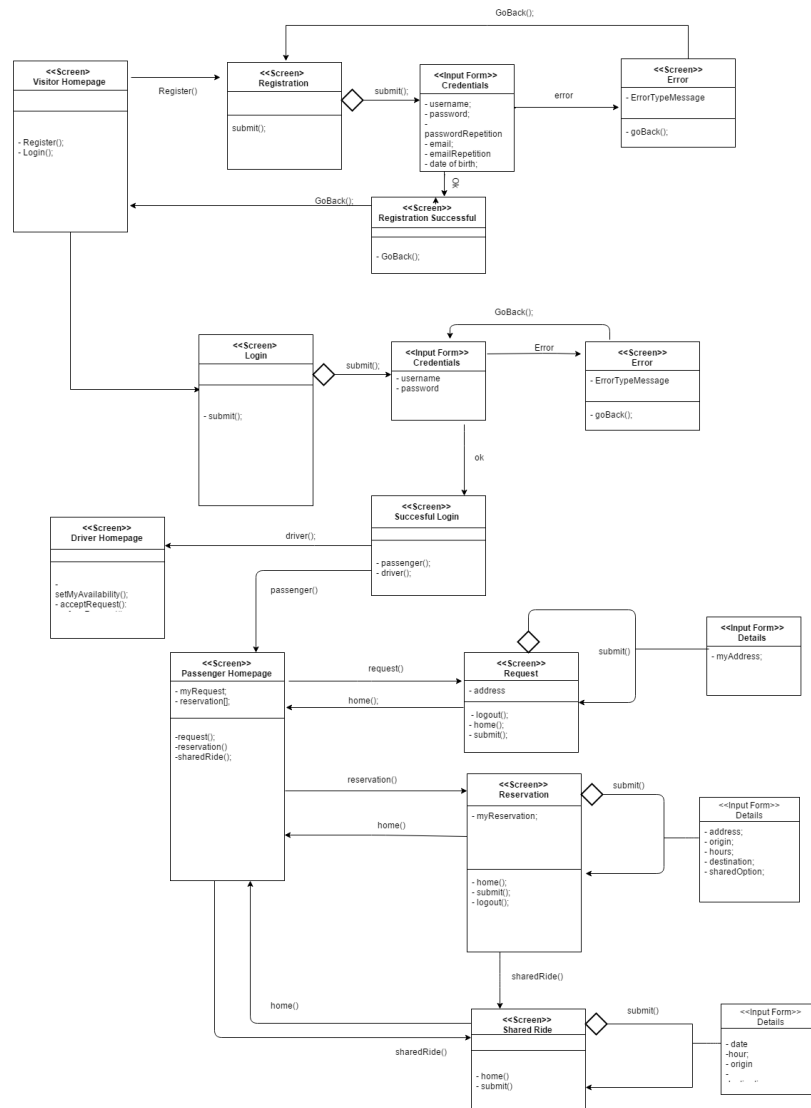 GoBack();
<<Screen>
Visitor Homepage
- Register();
- Login();
Register()
<<Screen>>
Registration
submit();
submit();
<<Input Form>>
Credentials
- username;
- password;
-
passwordRepetition
- email;
- emailRepetition
- date of birth;
error
<<Screen>>
Error
- ErrorTypeMessage
- goBack();
Ok
GoBack();
<<Screen>>
Registration Successful
- GoBack();
GoBack();
<<Screen>
Login
- submit();
submit();
<<Input Form>>
Credentials
- username
- password
Error
<<Screen>>
Error
- ErrorTypeMessage
- goBack();
ok
<<Screen>>
Succesful Login
- passenger();
- driver();
driver();
<<Screen>>
Driver Homepage
-
setMyAvailability();
- acceptRequest();
passenger()
<<Screen>>
Passenger Homepage
- myRequest;
- reservation[];
-request();
-reservation()
-sharedRide();
request()
home();
<<Screen>>
Request
- address
- logout();
- home();
- submit();
submit()
<<Input Form>>
Details
- myAddress;
reservation()
home()
<<Screen>>
Reservation
- myReservation;
- home();
- submit();
- logout();
submit()
<<Input Form>>
Details
- address;
- origin;
- hours;
- destination;
- sharedOption;
sharedRide()
home()
sharedRide()
<<Screen>>
Shared Ride
- home()
- submit()
submit()
<<Input Form>>
Details
- date
-hour;
- origin
-